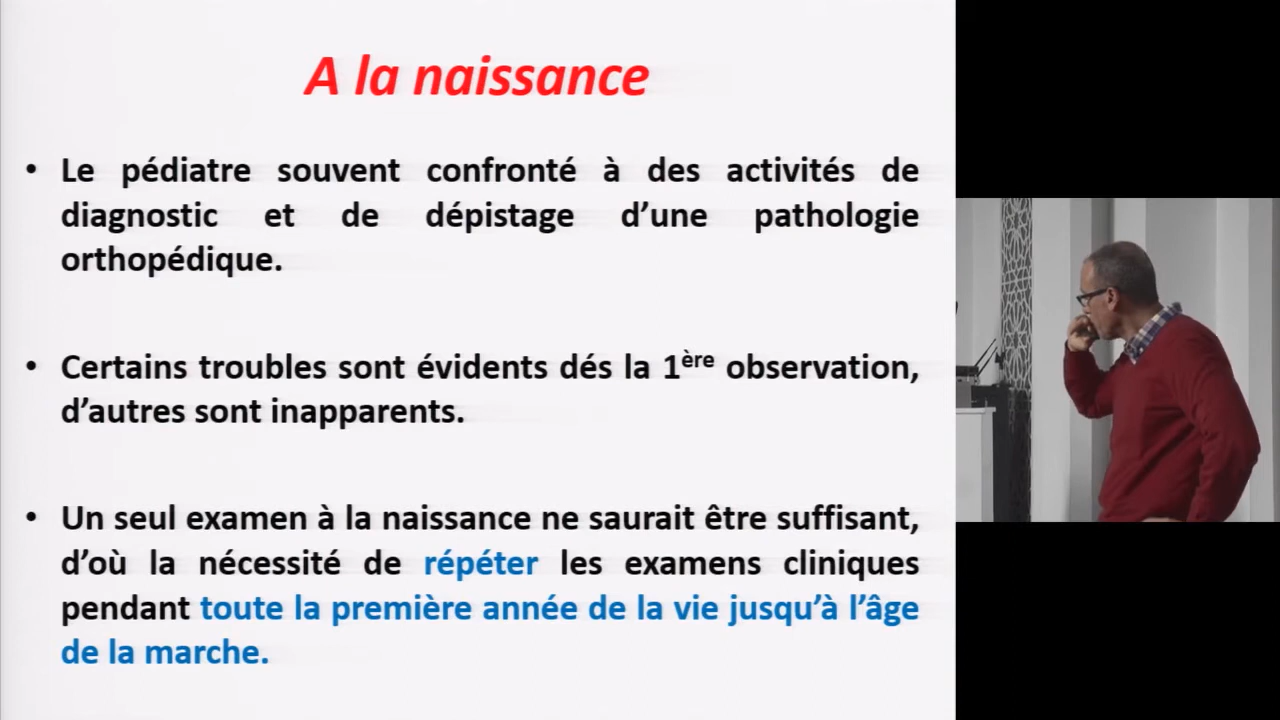 A la naissance
• Le pédiatre souvent confronté à des activités de
diagnostic et de dépistage d’une pathologie
orthopédique.
• Certains troubles sont évidents dés la 1ère observation,
d’autres sont inapparents.
• Un seul examen à la naissance ne saurait être suffisant,
d’où la nécessité de répéter les examens cliniques
pendant toute la première année de la vie jusqu’à l’âge
de la marche.